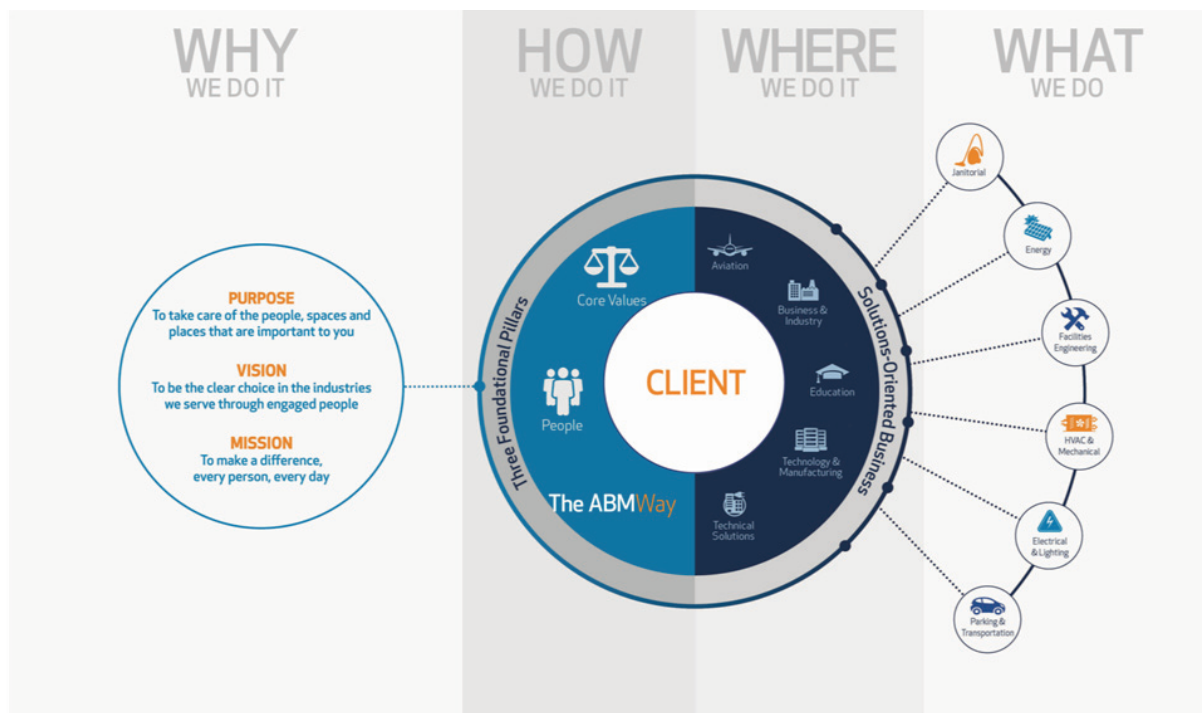 WHY
WE DO IT
HOW
WE DO IT
WHERE
WE DO IT
WHAT
WE DO
PURPOSE
To take care of the people, spaces and
places that are important to you
VISION
To be the clear choice in the industries
we serve through engaged people
MISSION
To make a difference,
every person, every day
Three Foundational Pillars
Core Values
People
The ABMWay
CLIENT
Aviation
Business &
Industry
Education
Technology &
Manufacturing
Technical
Solutions
Solutions-Oriented Business
Janitorial
Energy
Facilities
Engineering
HVAC &
Mechanical
Electrical
& Lighting
Parking &
Transportation